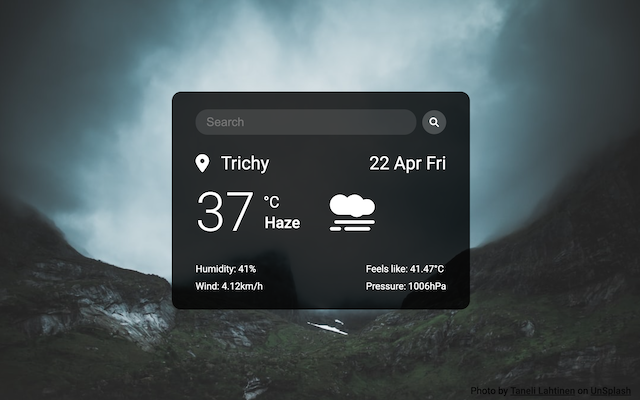 Search
Trichy
22 Apr Fri
37 °C
Haze
Humidity: 41%
Feels like: 41.47°C
Wind: 4.12km/h
Pressure: 1006hPa
Photo by Taneli Lahtinen on UnSplash